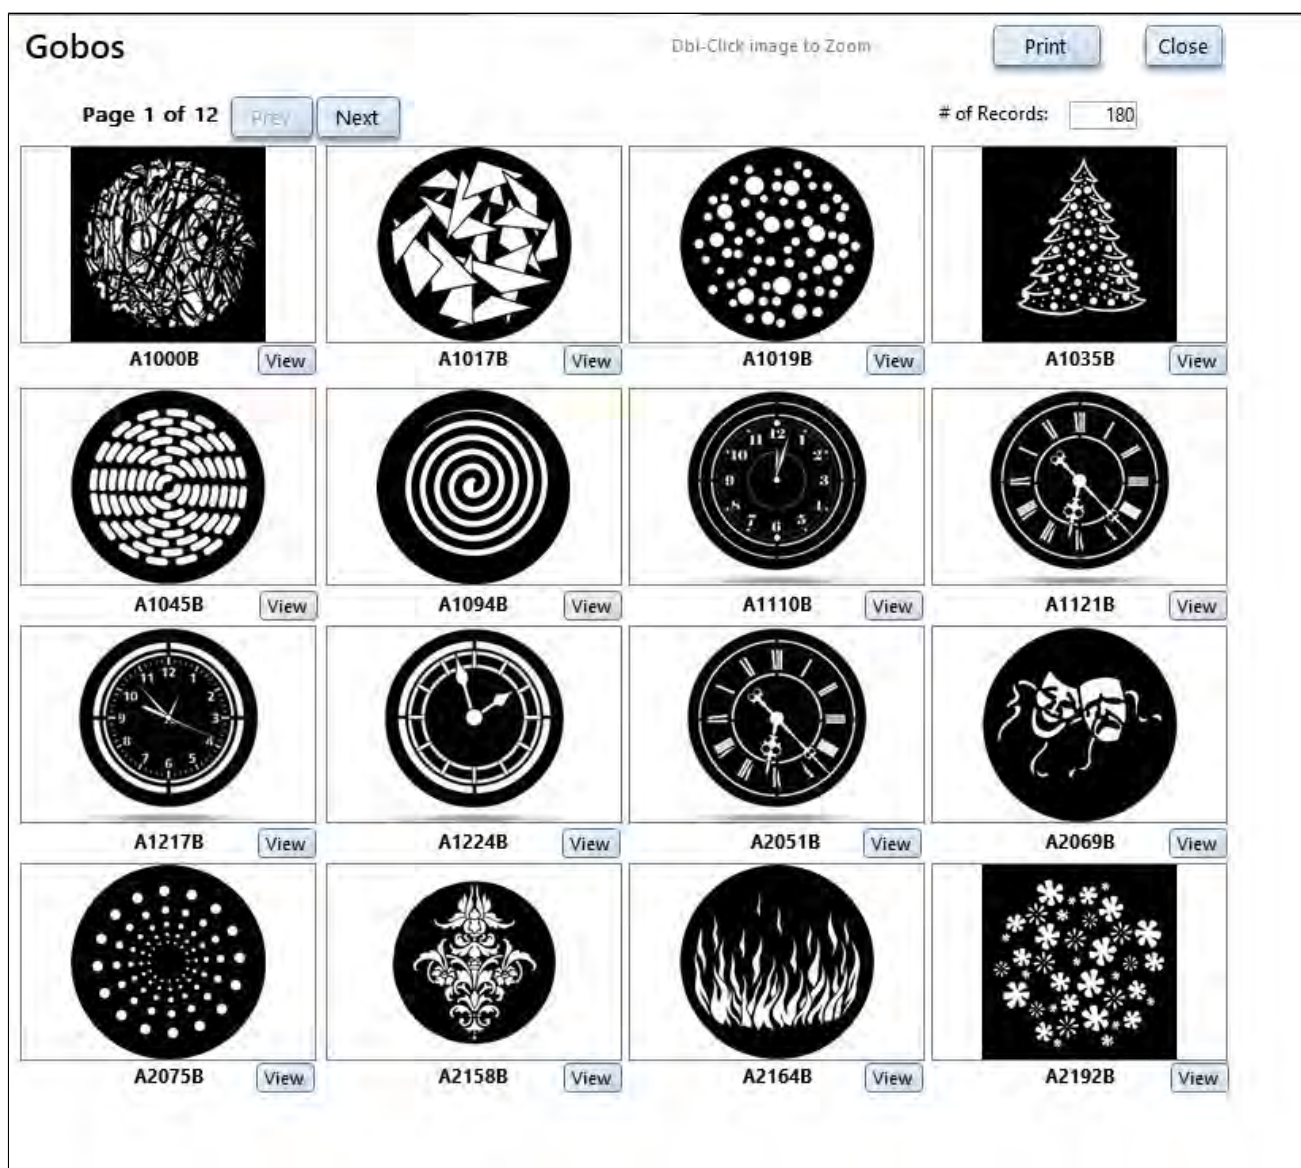 Gobos
Dbl-Click image to Zoom
Print
Close
Page 1 of 12
Prev
Next
# of Records:
180
A1000B
View
A1017B
View
A1019B
View
A1035B
View
A1045B
View
A1094B
View
A1110B
View
A1121B
View
A1217B
View
A1224B
View
A2051B
View
A2069B
View
A2075B
View
A2158B
View
A2164B
View
A2192B
View